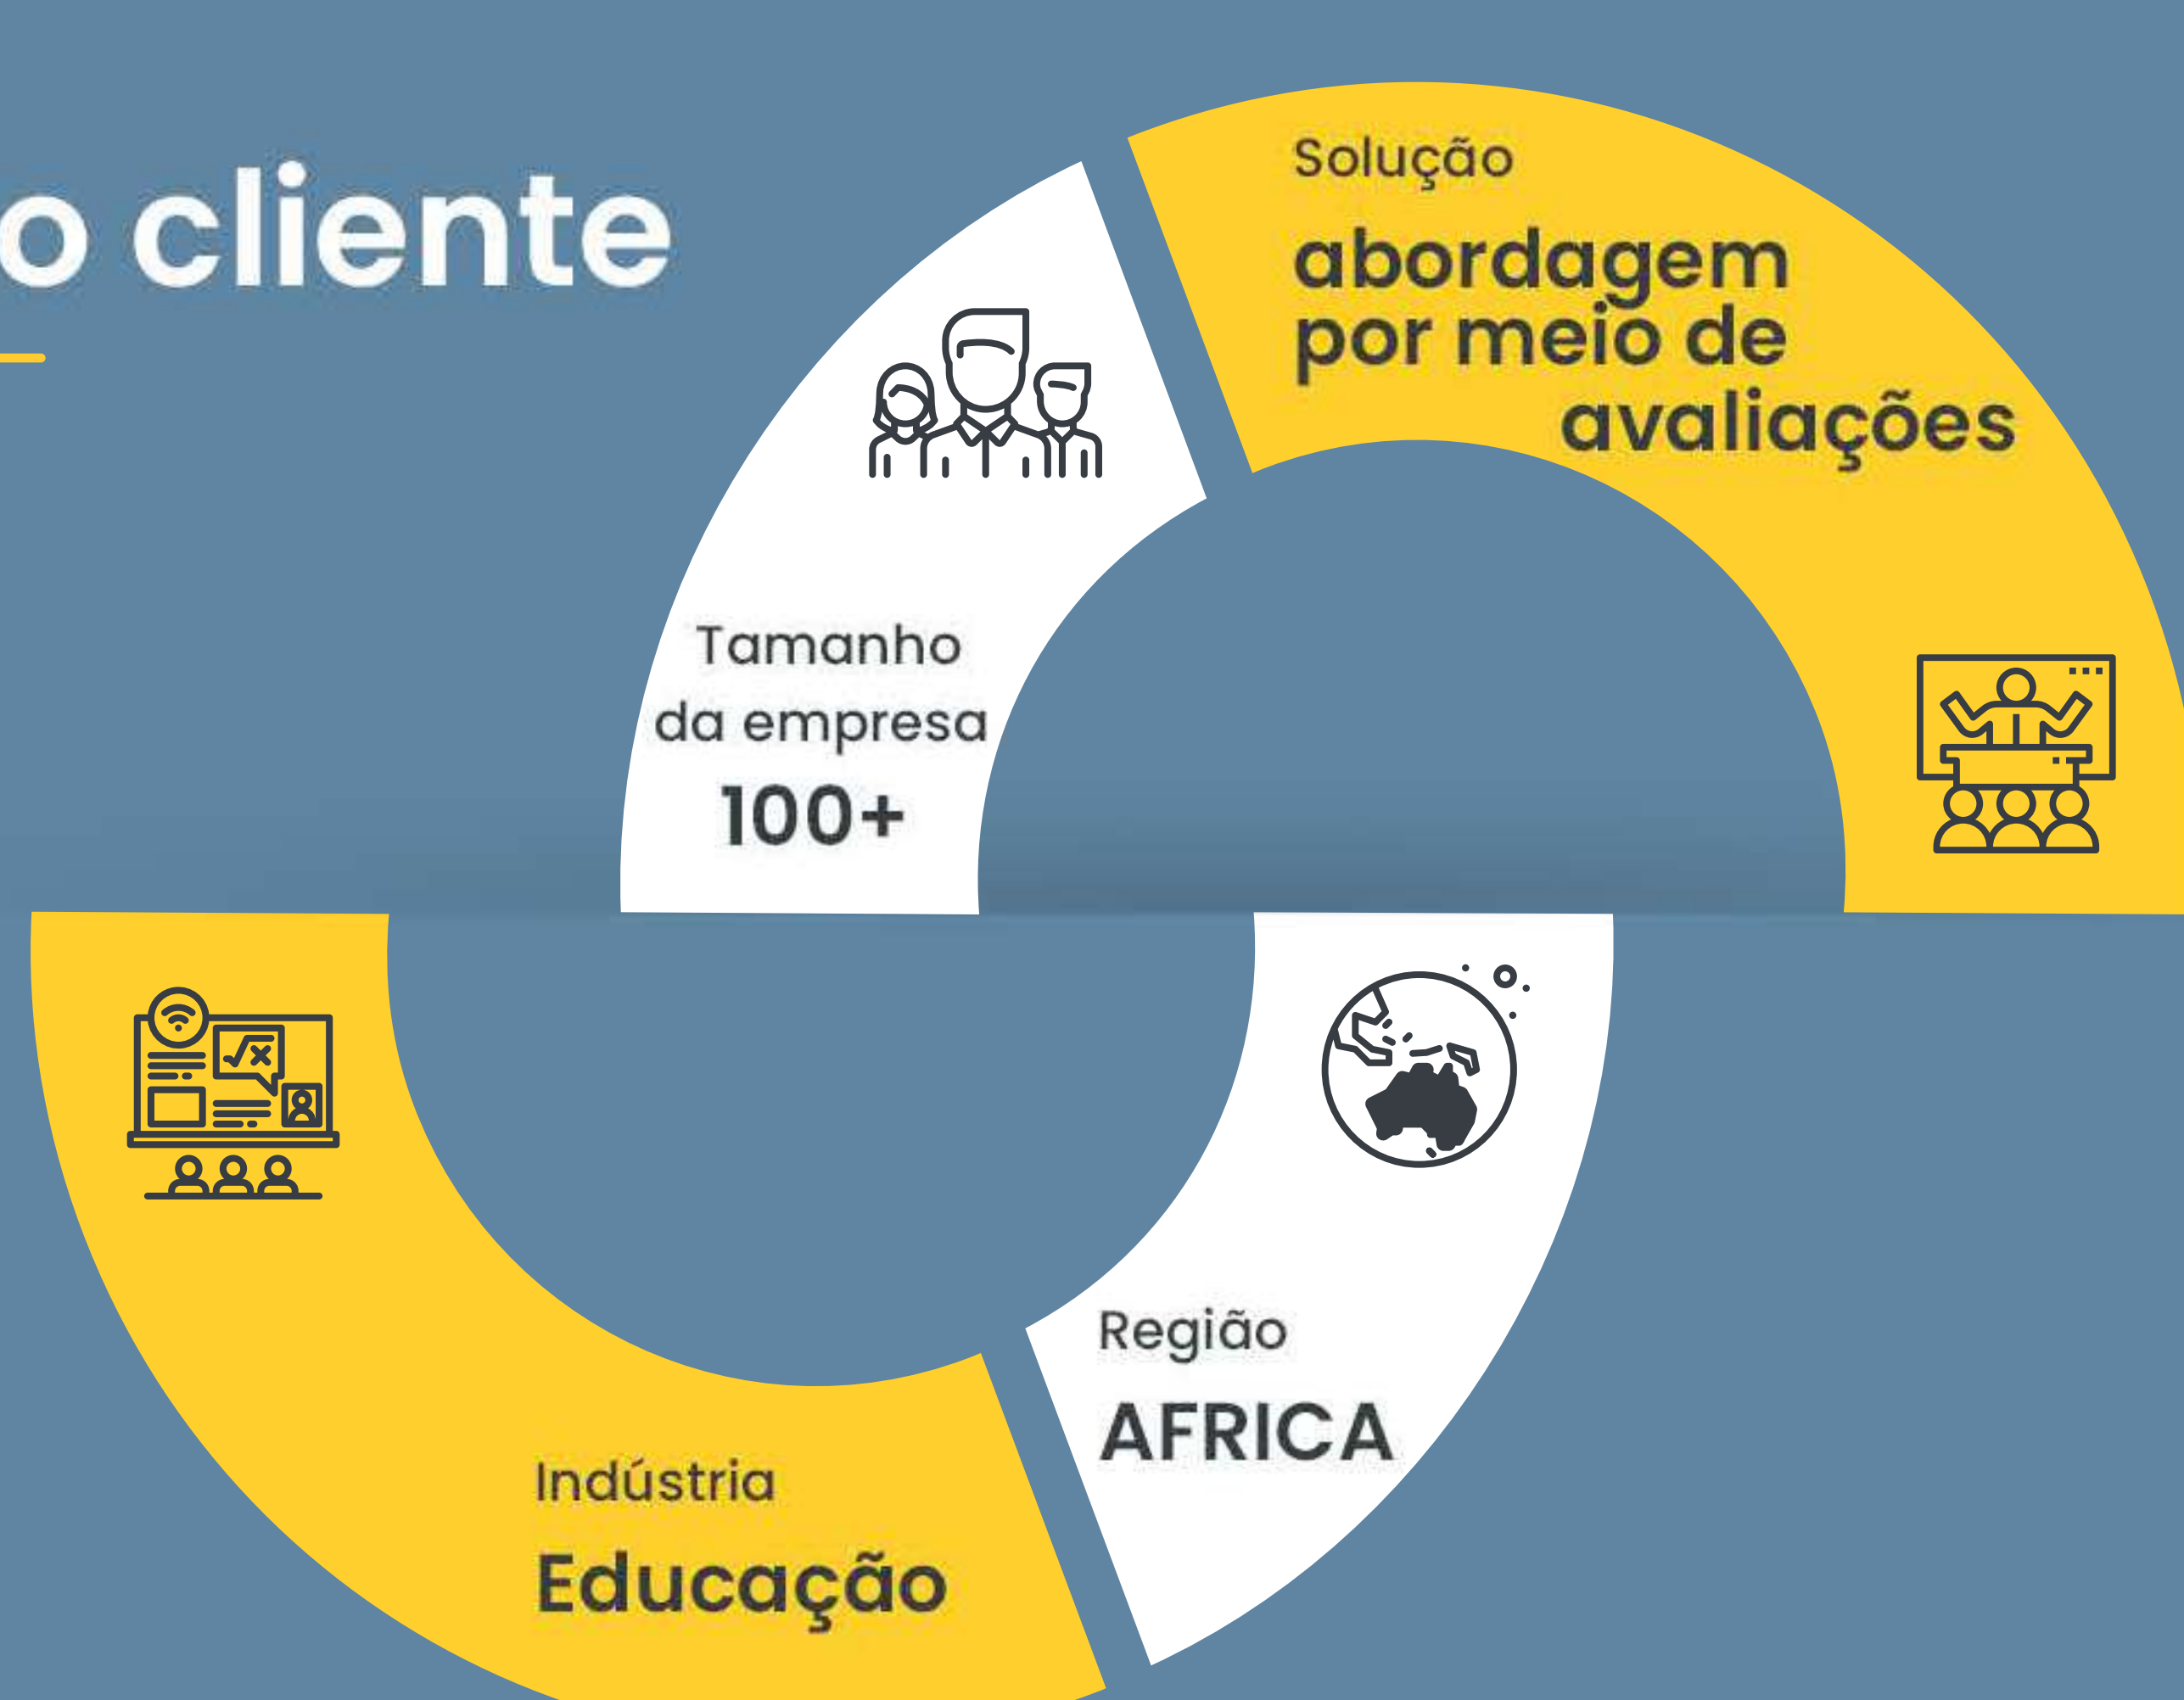 o cliente
Solução
abordagem
por meio de
avaliações
Tamanho
da empresa
100+
Região
AFRICA
Indústria
Educação